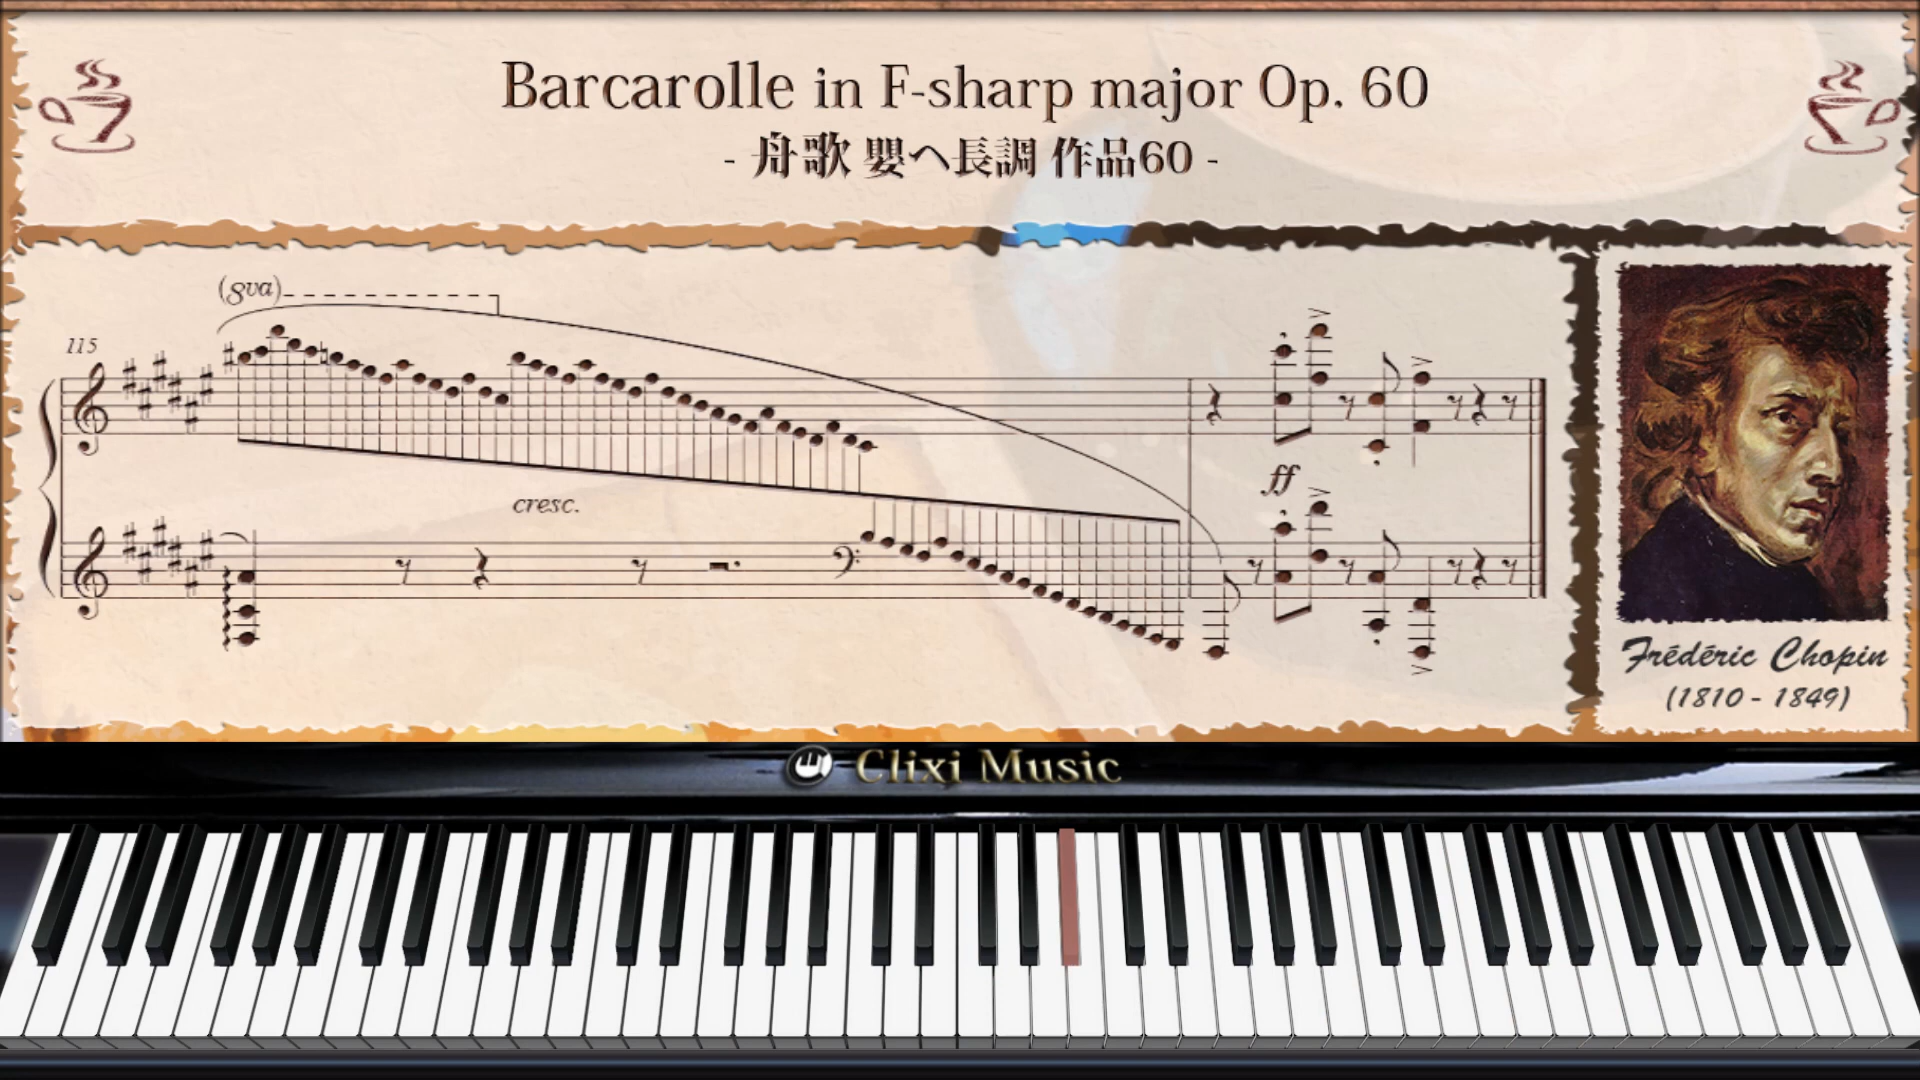 Barcarolle in F-sharp major Op. 60
- 舟歌 嬰ヘ長調 作品60 -
(8va)
115
cresc.
ff
Frédéric Chopin
(1810 - 1849)
Clixi Music